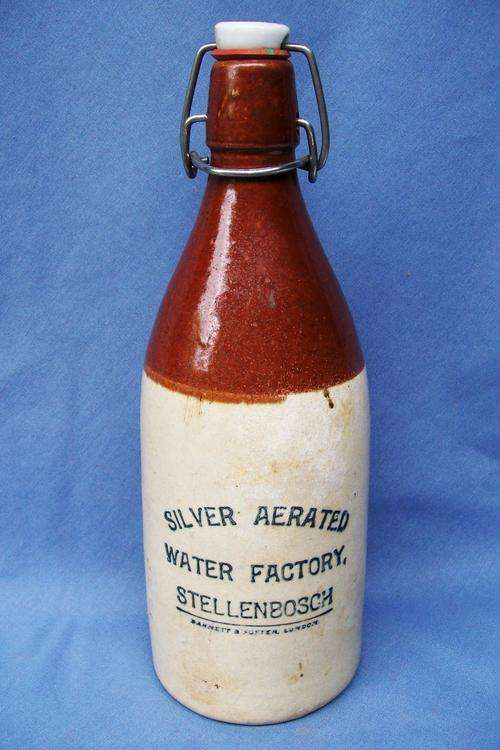 SILVER AERATED
WATER FACTORY,
STELLENBOSCH
BARNETT & FOSTER, LONDON.